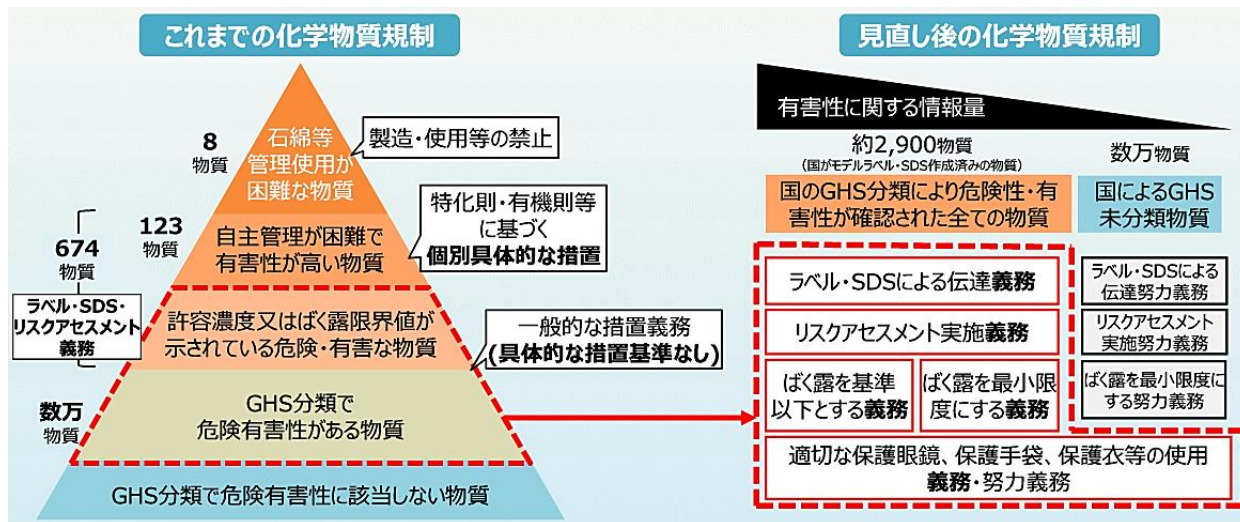 これまでの化学物質規制
8
物質
石綿等
管理使用が
困難な物質
製造・使用等の禁止
123
物質
自主管理が困難で
有害性が高い物質
特化則・有機則等
に基づく
個別具体的な措置
674
物質
ラベル・SDS・
リスクアセスメント
義務
許容濃度又はばく露限界値が
示されている危険・有害な物質
一般的な措置義務
(具体的な措置基準なし)
数万
物質
GHS分類で
危険有害性がある物質
GHS分類で危険有害性に該当しない物質
見直し後の化学物質規制
有害性に関する情報量
約2,900物質
(国がモデルラベル・SDS作成済みの物質)
数万物質
国のGHS分類により危険性・有
害性が確認された全ての物質
国によるGHS
未分類物質
ラベル・SDSによる伝達義務
ラベル・SDSによる
伝達努力義務
リスクアセスメント実施義務
リスクアセスメント
実施努力義務
ばく露を基準
以下とする義務
ばく露を最小限
度にする義務
ばく露を最小限度に
する努力義務
適切な保護眼鏡、保護手袋、保護衣等の使用
義務・努力義務